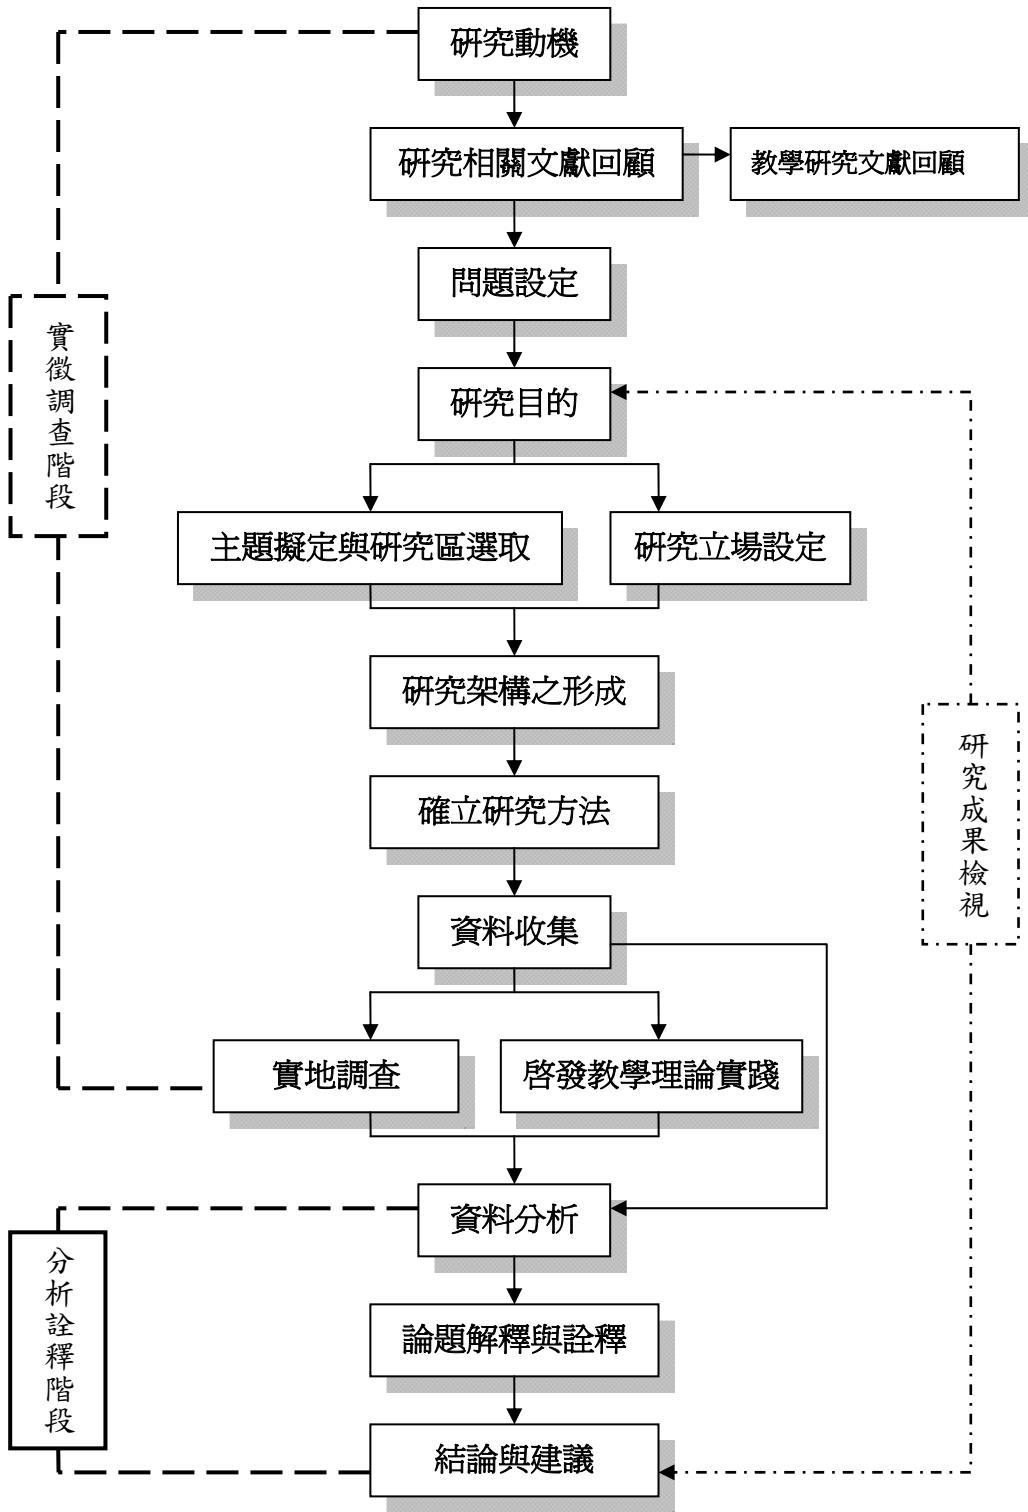 研究動機
研究相關文獻回顧
教學研究文獻回顧
問題設定
實徵調查階段
研究目的
主題擬定與研究區選取
研究立場設定
研究架構之形成
研究成果檢視
確立研究方法
資料收集
實地調查
啓發教學理論實踐
資料分析
分析詮釋階段
論題解釋與詮釋
結論與建議